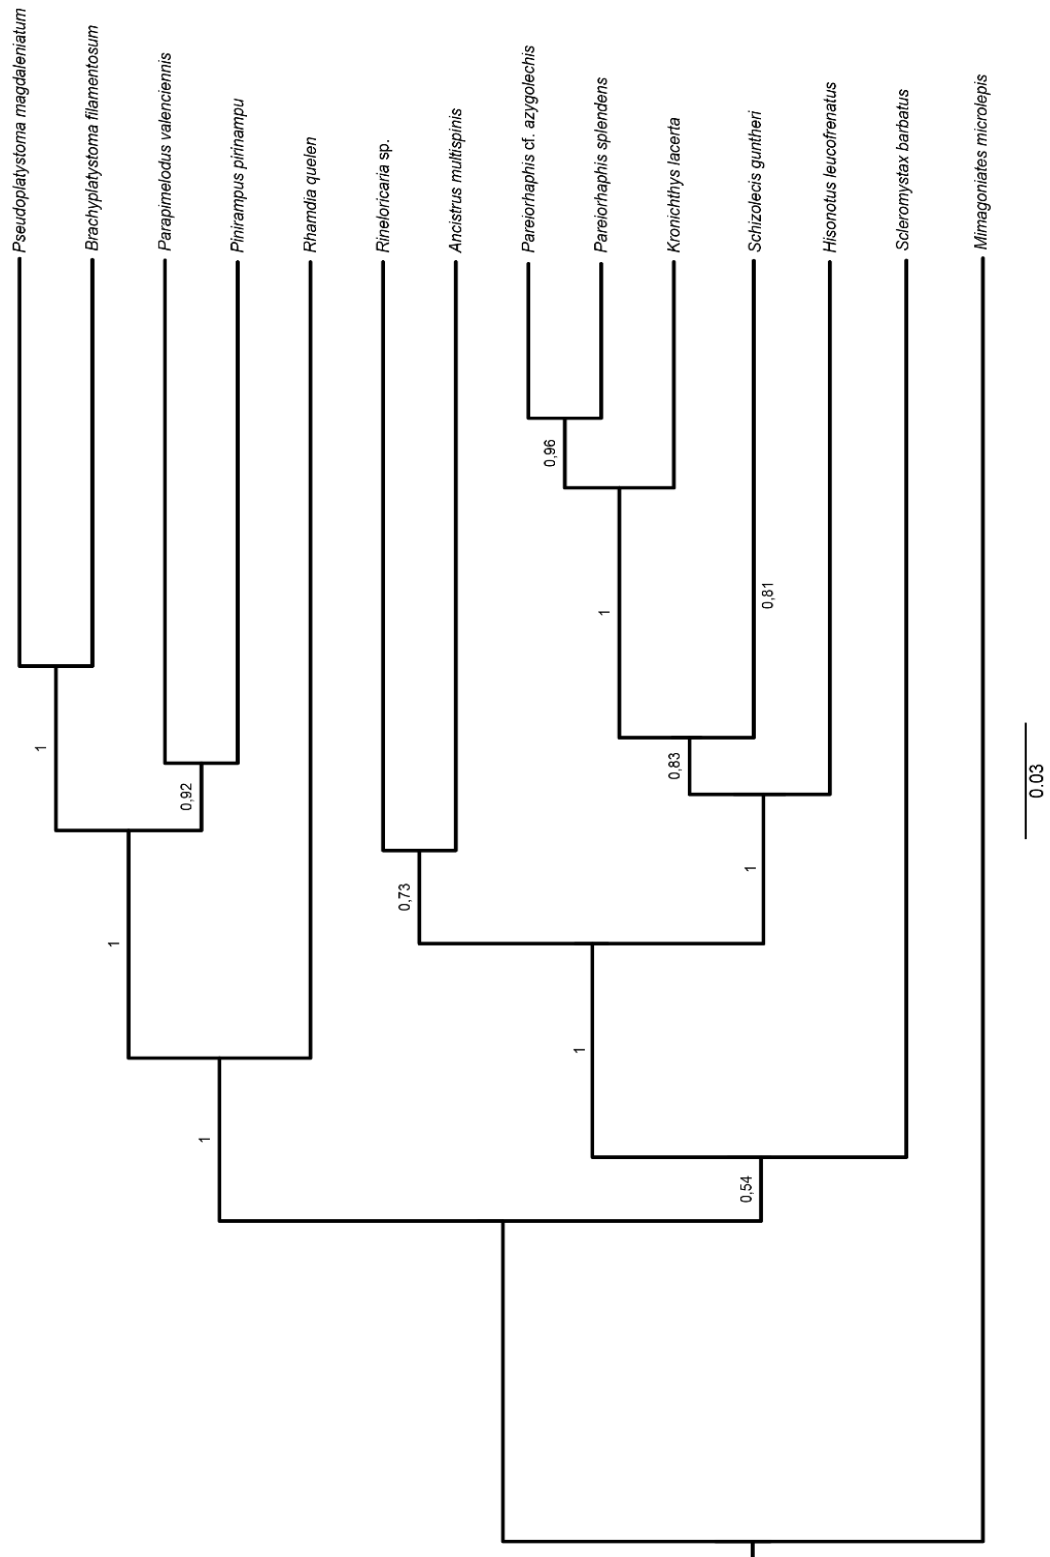 Pseudoplatystoma magdaleniatum
Brachyplatystoma filamentosum
Parapimelodus valenciennis
Pinirampus pirinampu
Rhamdia quelen
Rineloricaria sp.
Ancistrus multispinis
Pareiorhaphis cf. azygolechis
Pareiorhaphis splendens
Kronichthys lacerta
Schizolecis guntheri
Hisonotus leucofrenatus
Scleromystax barbatus
Mimagoniates microlepis
0,96
0,81
1
1
0,83
0,92
1
0,73
1
1
1
0,54
0.03